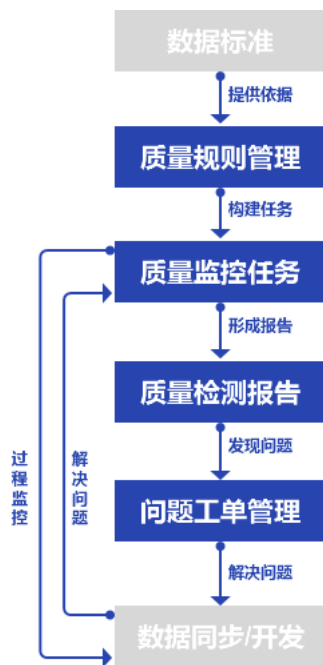 数据标准
提供依据
质量规则管理
构建任务
质量监控任务
形成报告
质量检测报告
发现问题
问题工单管理
解决问题
数据同步/开发
过程监控
解决问题